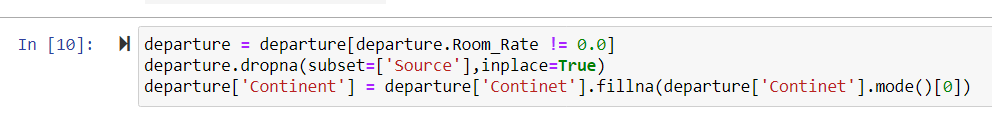 In [10]:
departure = departure[departure.Room_Rate != 0.0]
departure.dropna(subset=['Source'],inplace=True)
departure['Continent'] = departure['Continet'].fillna(departure['Continet'].mode()[0])